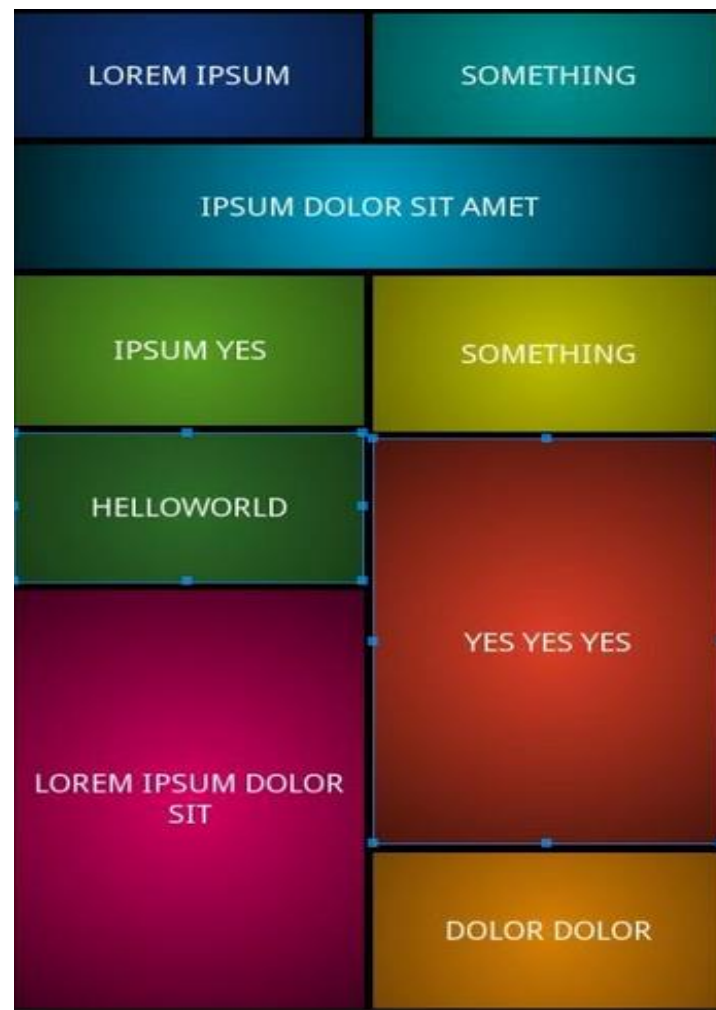 LOREM IPSUM
SOMETHING
IPSUM DOLOR SIT AMET
IPSUM YES
SOMETHING
HELLOWORLD
YES YES YES
LOREM IPSUM DOLOR
SIT
DOLOR DOLOR